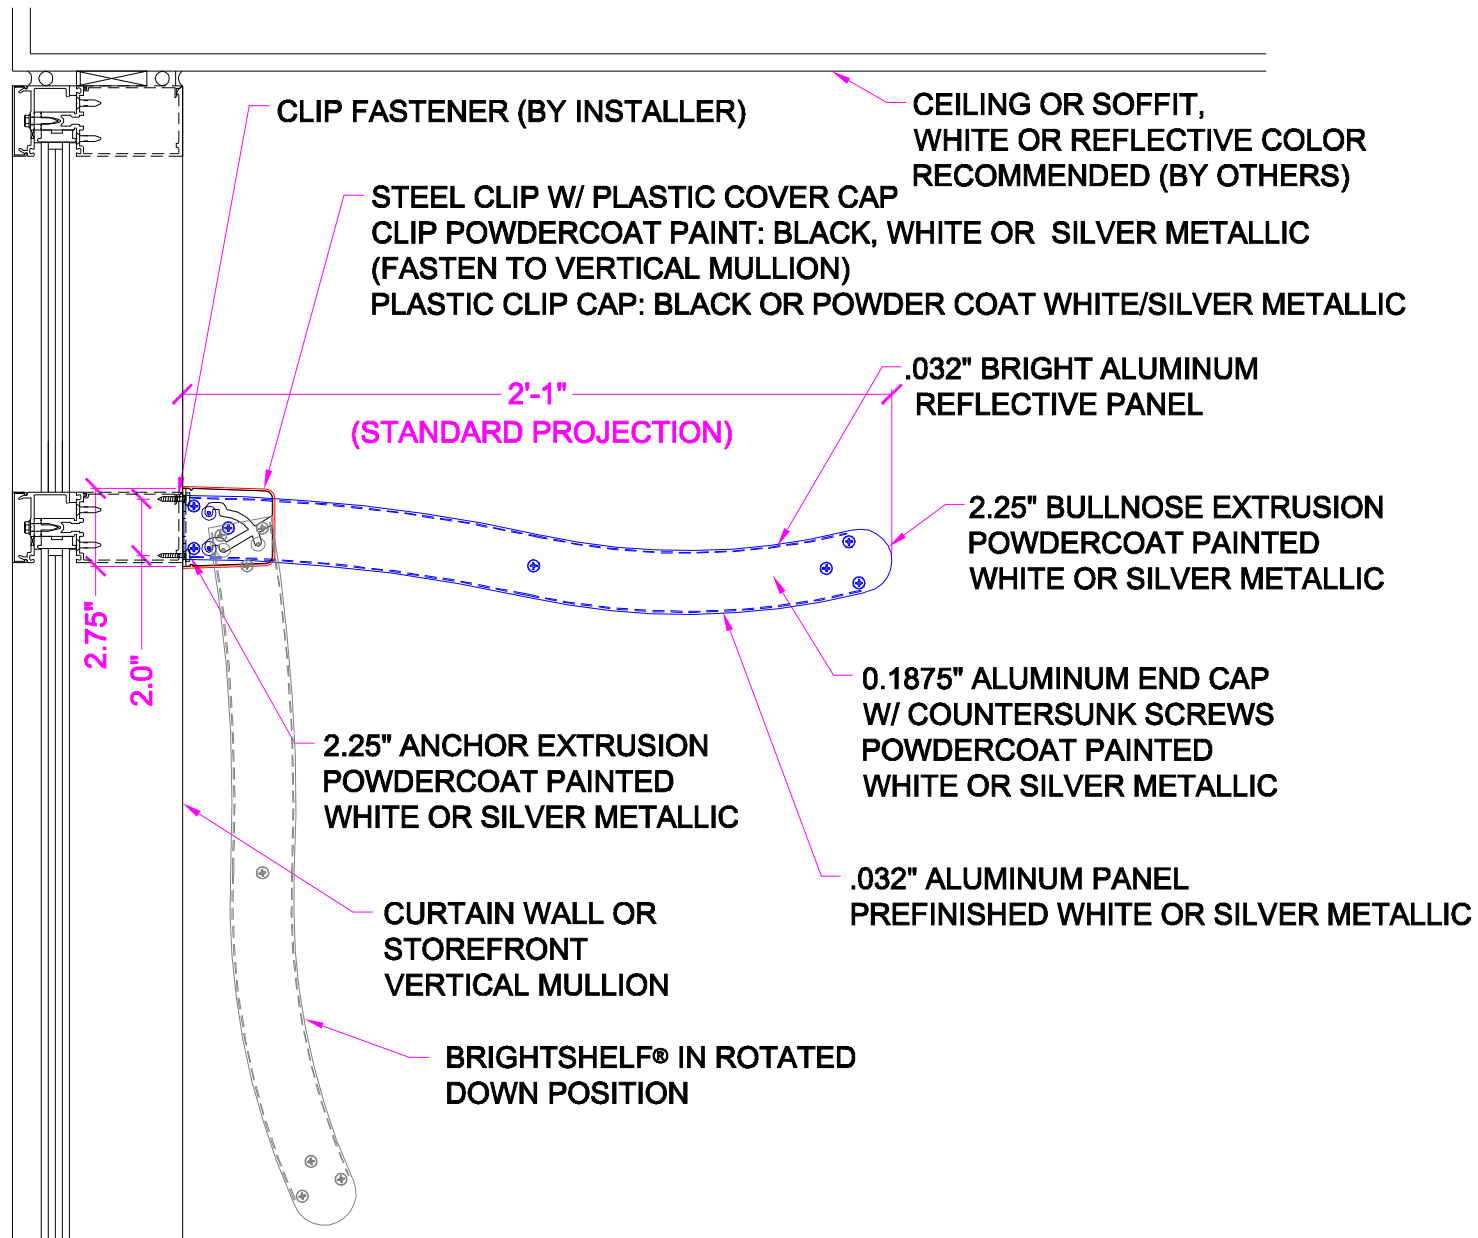 CLIP FASTENER (BY INSTALLER)
CEILING OR SOFFIT,
WHITE OR REFLECTIVE COLOR
RECOMMENDED (BY OTHERS)
STEEL CLIP W/ PLASTIC COVER CAP
CLIP POWDERCOAT PAINT: BLACK, WHITE OR SILVER METALLIC
(FASTEN TO VERTICAL MULLION)
PLASTIC CLIP CAP: BLACK OR POWDER COAT WHITE/SILVER METALLIC
2'-1"
(STANDARD PROJECTION)
.032" BRIGHT ALUMINUM
REFLECTIVE PANEL
2.25" BULLNOSE EXTRUSION
POWDERCOAT PAINTED
WHITE OR SILVER METALLIC
2.75"
2.0"
0.1875" ALUMINUM END CAP
W/ COUNTERSUNK SCREWS
POWDERCOAT PAINTED
WHITE OR SILVER METALLIC
2.25" ANCHOR EXTRUSION
POWDERCOAT PAINTED
WHITE OR SILVER METALLIC
.032" ALUMINUM PANEL
PREFINISHED WHITE OR SILVER METALLIC
CURTAIN WALL OR
STOREFRONT
VERTICAL MULLION
BRIGHTSHELF® IN ROTATED
DOWN POSITION